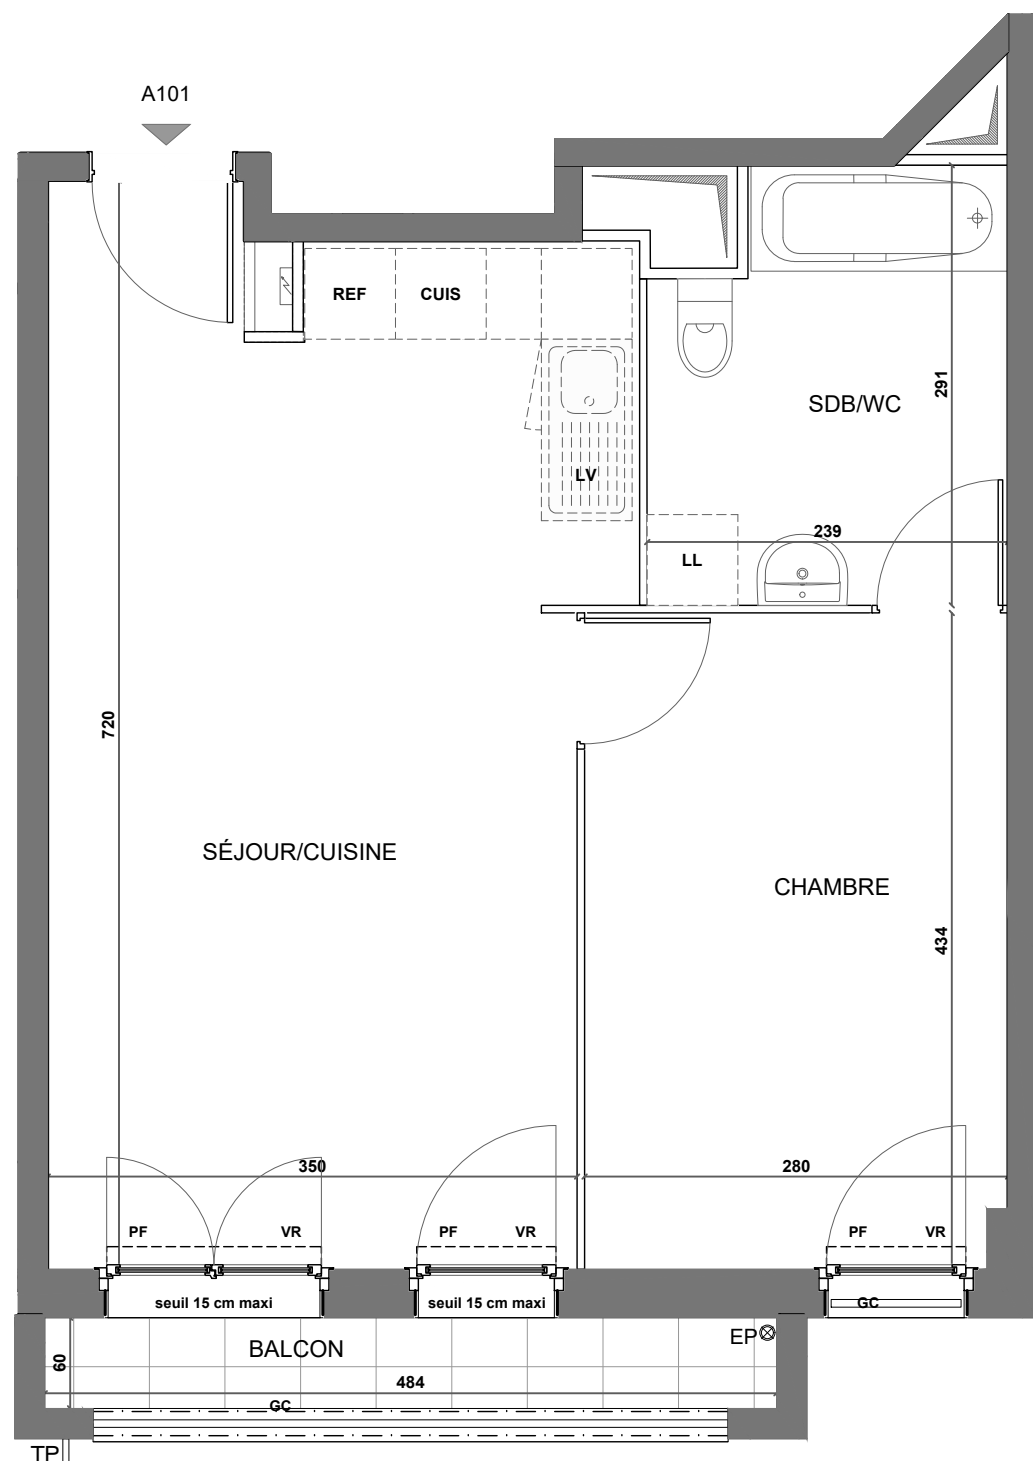 A101
REF
CUIS
291
SDB/WC
LV
239
LL
720
SÉJOUR/CUISINE
CHAMBRE
434
350
280
PF
VR
PF
VR
PF
VR
seuil 15 cm maxi
seuil 15 cm maxi
GC
EP
BALCON
60
484
GC
TP